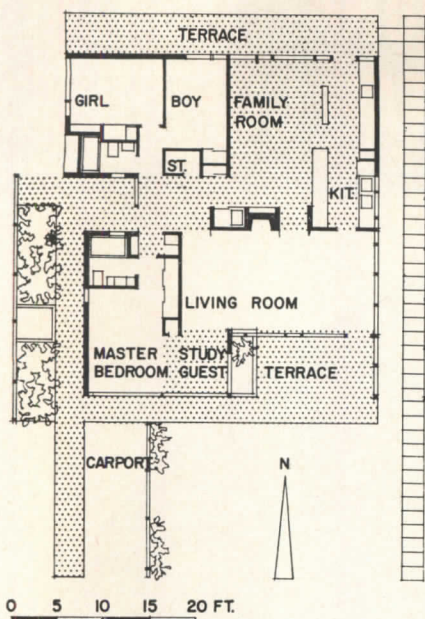 TERRACE
GIRL
BOY
FAMILY
ROOM
ST.
KIT.
LIVING ROOM
MASTER
BEDROOM
STUDY
GUEST
TERRACE
CARPORT
N
0 5 10 15 20 FT.